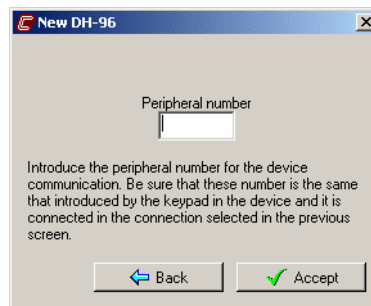 New DH-96
Peripheral number
Introduce the peripheral number for the device
communication. Be sure that these number is the same
that introduced by the keypad in the device and it is
connected in the connection selected in the previous
screen.
Back
Accept